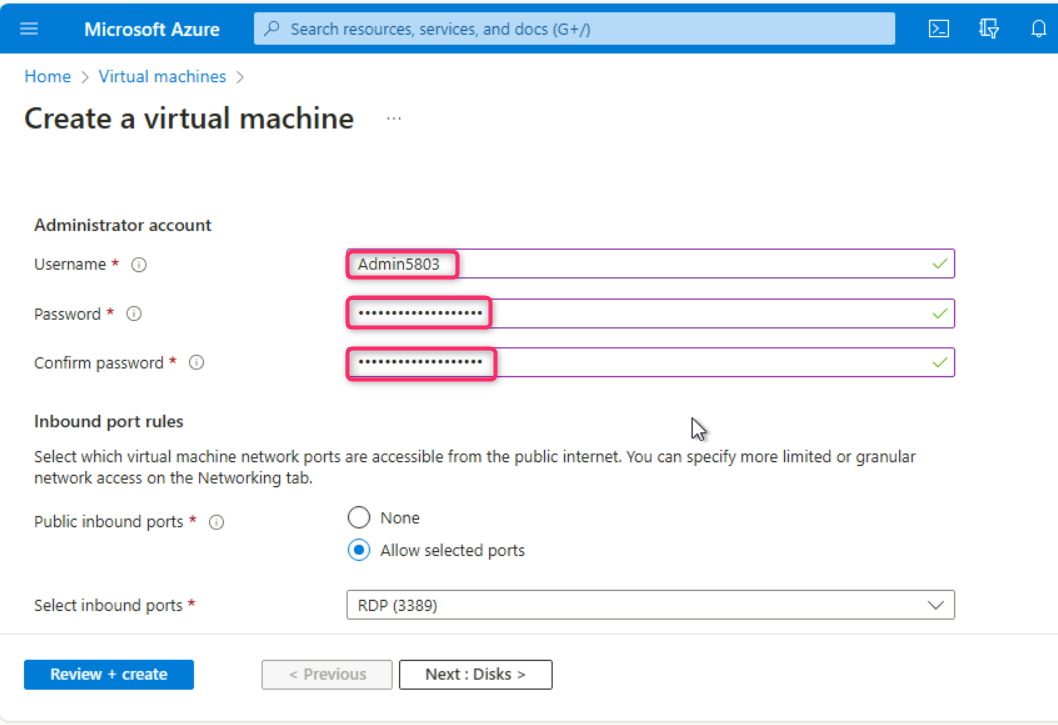 Microsoft Azure
Search resources, services, and docs (G+/)
Home > Virtual machines >
Create a virtual machine ...
Administrator account
Username *
Admin5803
Password *
•••••••••••••••••••
Confirm password *
•••••••••••••••••••
Inbound port rules
Select which virtual machine network ports are accessible from the public internet. You can specify more limited or granular
network access on the Networking tab.
Public inbound ports *
None
Allow selected ports
Select inbound ports *
RDP (3389)
Review + create
< Previous
Next : Disks >